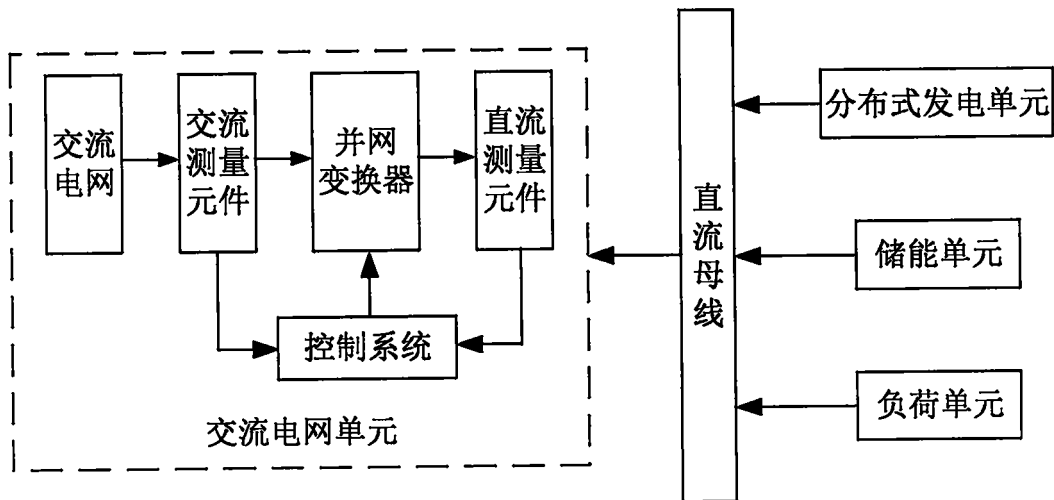 交流
电网
交流
测量
元件
并网
变换器
直流
测量
元件
控制系统
交流电网单元
直流母线
分布式发电单元
储能单元
负荷单元